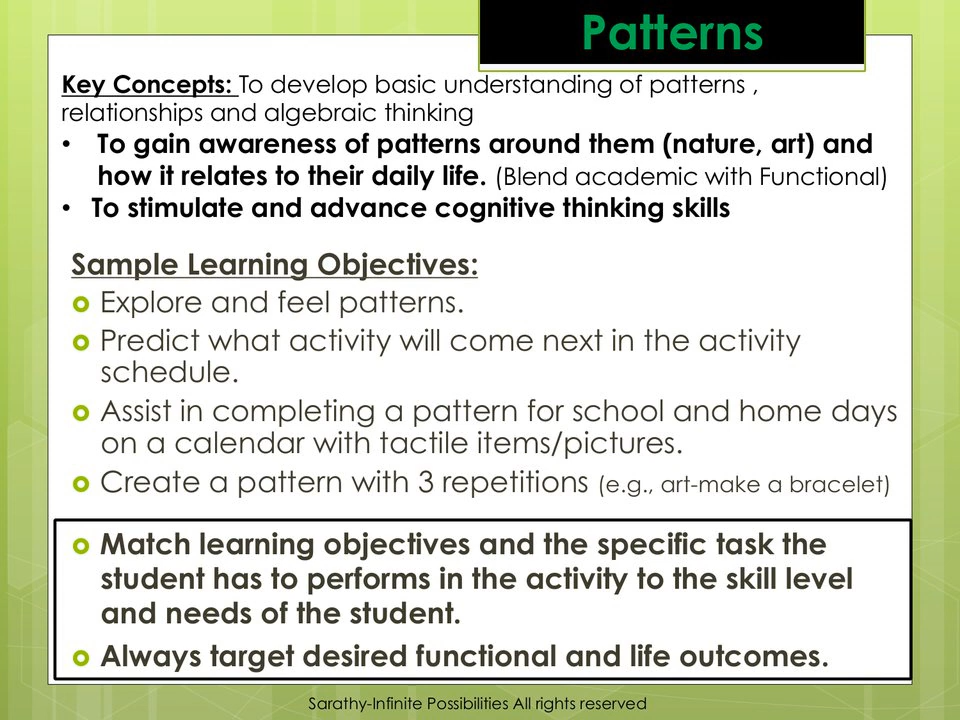 Patterns
Key Concepts: To develop basic understanding of patterns ,
relationships and algebraic thinking
• To gain awareness of patterns around them (nature, art) and
how it relates to their daily life. (Blend academic with Functional)
• To stimulate and advance cognitive thinking skills
Sample Learning Objectives:
Explore and feel patterns.
Predict what activity will come next in the activity
schedule.
Assist in completing a pattern for school and home days
on a calendar with tactile items/pictures.
Create a pattern with 3 repetitions (e.g., art-make a bracelet)
Match learning objectives and the specific task the
student has to performs in the activity to the skill level
and needs of the student.
Always target desired functional and life outcomes.
Sarathy-Infinite Possibilities All rights reserved